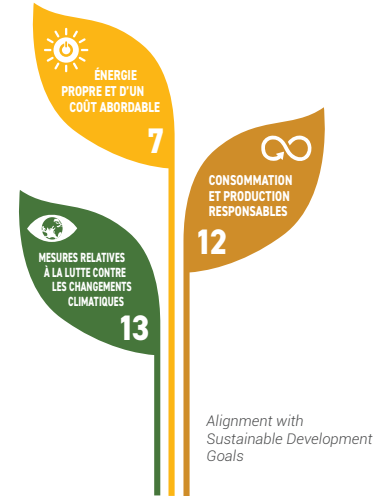 ÉNERGIE
PROPRE ET D'UN
COÛT ABORDABLE
7
CONSOMMATION
ET PRODUCTION
RESPONSABLES
12
MESURES RELATIVES
À LA LUTTE CONTRE
LES CHANGEMENTS
CLIMATIQUES
13
Alignment with
Sustainable Development
Goals